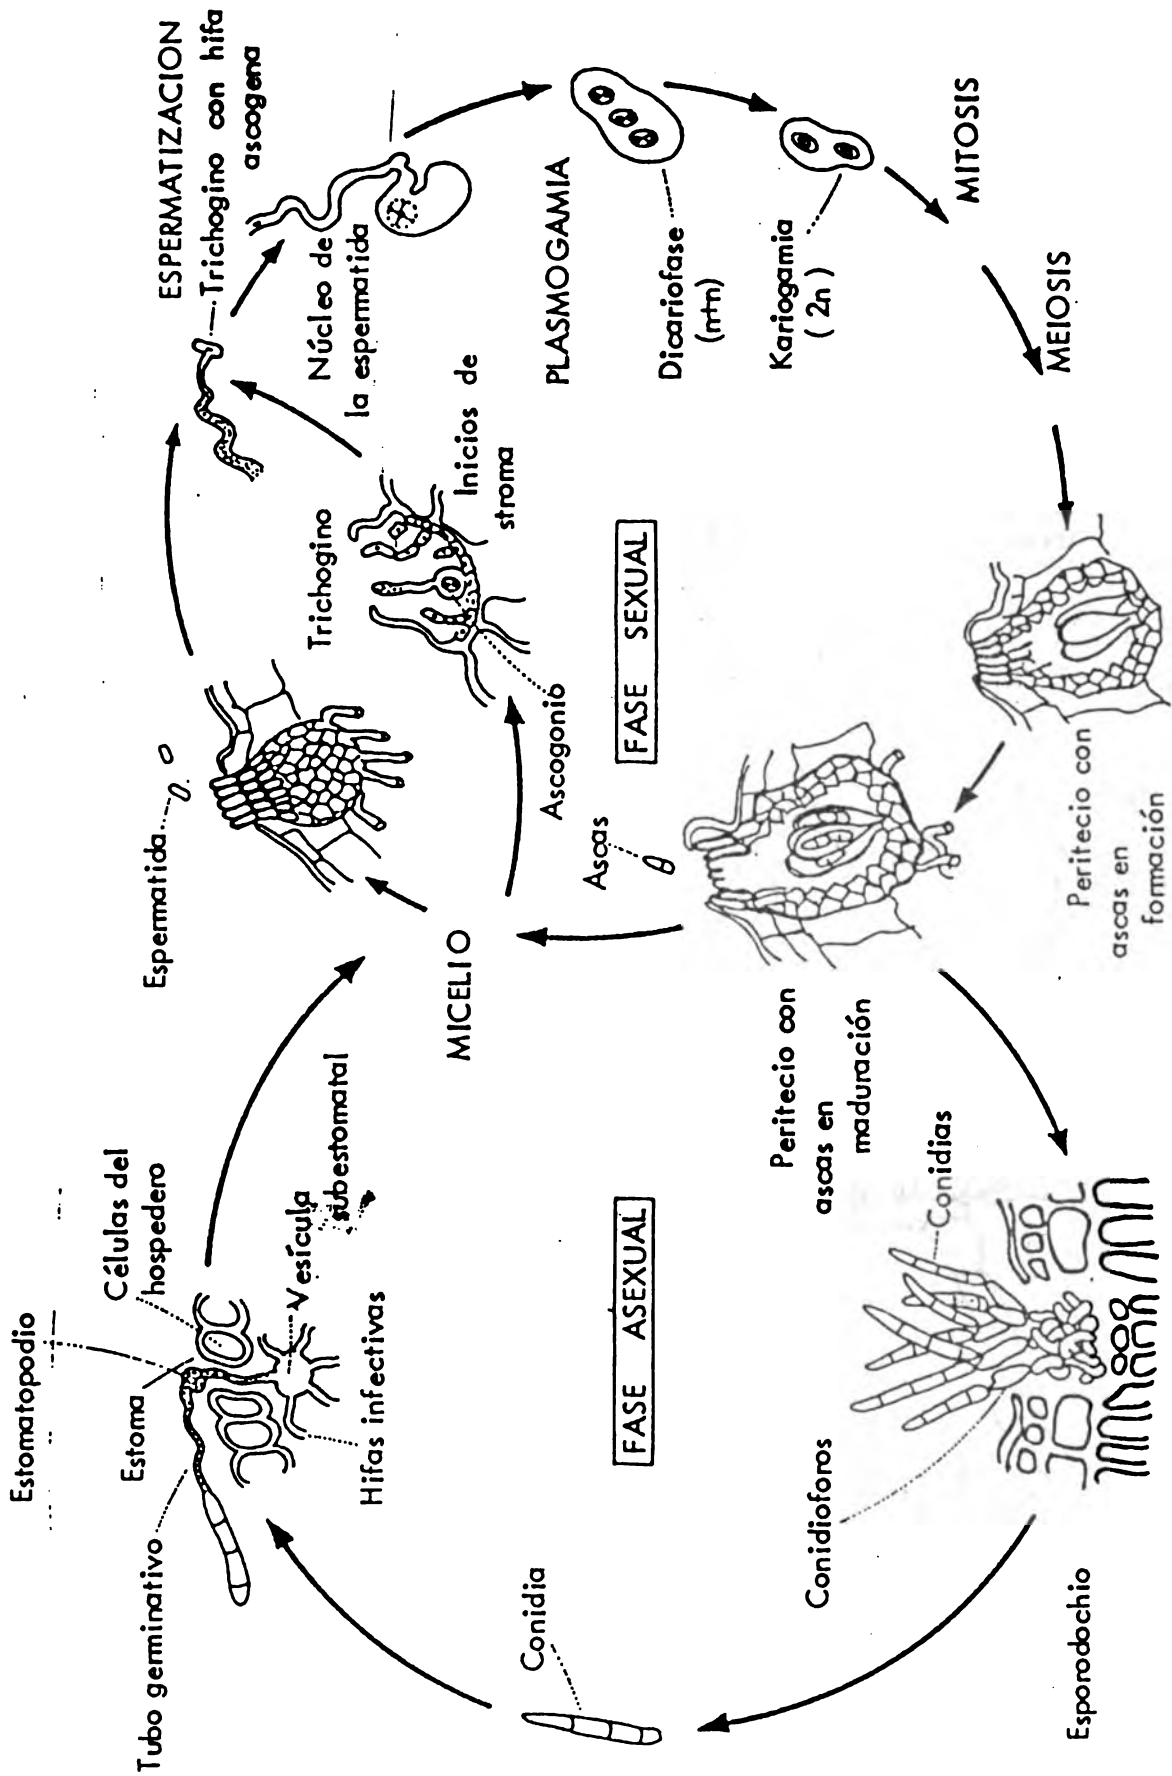 Estomatopodio
Células del
hospedero
Estoma
Tubo germinativo
Vesícula
subestomatal
Hifas infectivas
Conidia
FASE ASEXUAL
MICELIO
Espermatida
ESPERMATIZACION
Trichogino con hifa
ascogena
Núcleo de
la espermatida
Trichogino
Inicios de
stroma
Ascogonio
PLASMOGAMIA
Dicariofase
(n+n)
Kariogamia
(2n)
MITOSIS
MEIOSIS
FASE SEXUAL
Ascas
Peritecio con
ascas en
formación
Peritecio con
ascas en
maduración
Conidias
Conidioforos
Esporodochio